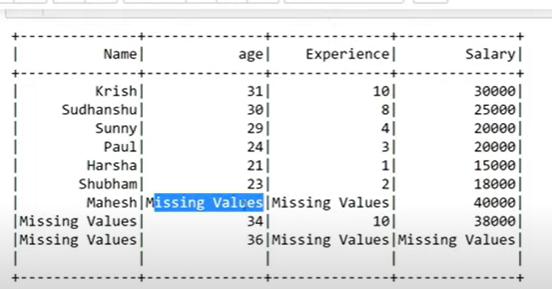 +--------------+--------------+--------------+--------------+
|          Name|           age|    Experience|        Salary|
+--------------+--------------+--------------+--------------+
|         Krish|            31|            10|         30000|
|     Sudhanshu|            30|             8|         25000|
|         Sunny|            29|             4|         20000|
|          Paul|            24|             3|         20000|
|        Harsha|            21|             1|         15000|
|       Shubham|            23|             2|         18000|
|        Mahesh|Missing Values|Missing Values|         40000|
|Missing Values|            34|            10|         38000|
|Missing Values|            36|Missing Values|Missing Values|
|              |              |              |              |
+--------------+--------------+--------------+--------------+